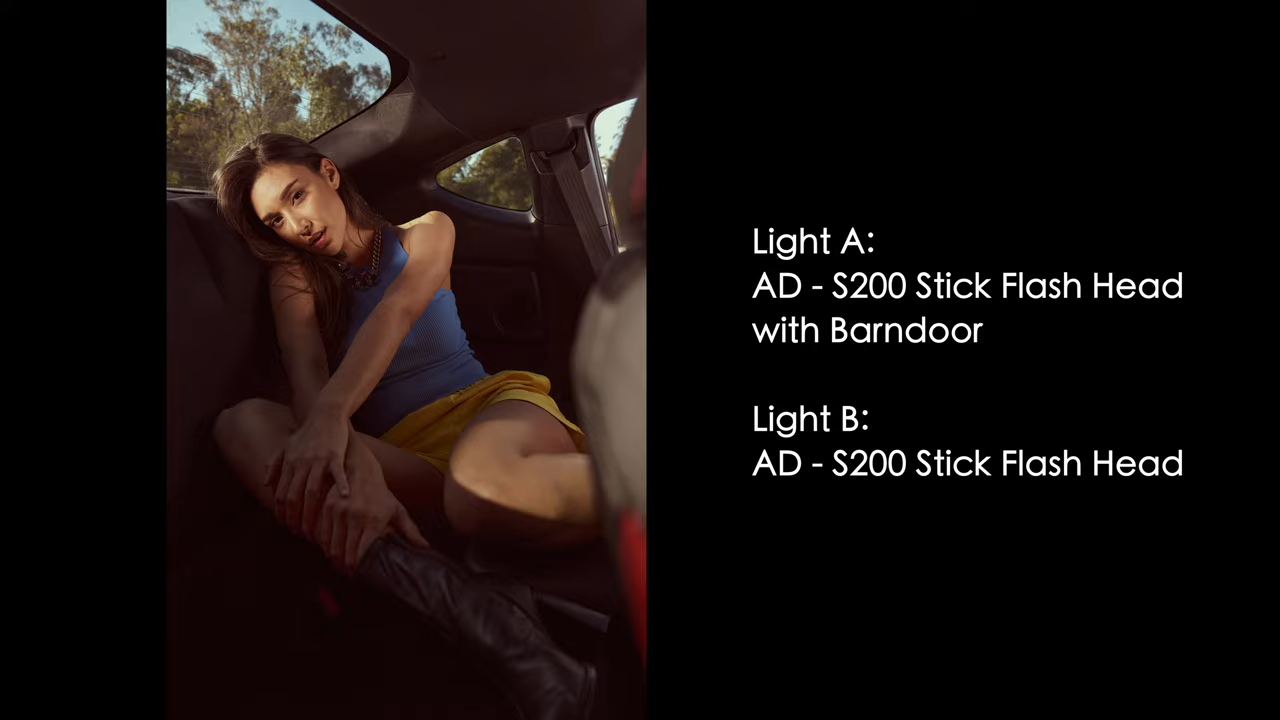 Light A:
AD - S200 Stick Flash Head
with Barndoor
Light B:
AD - S200 Stick Flash Head